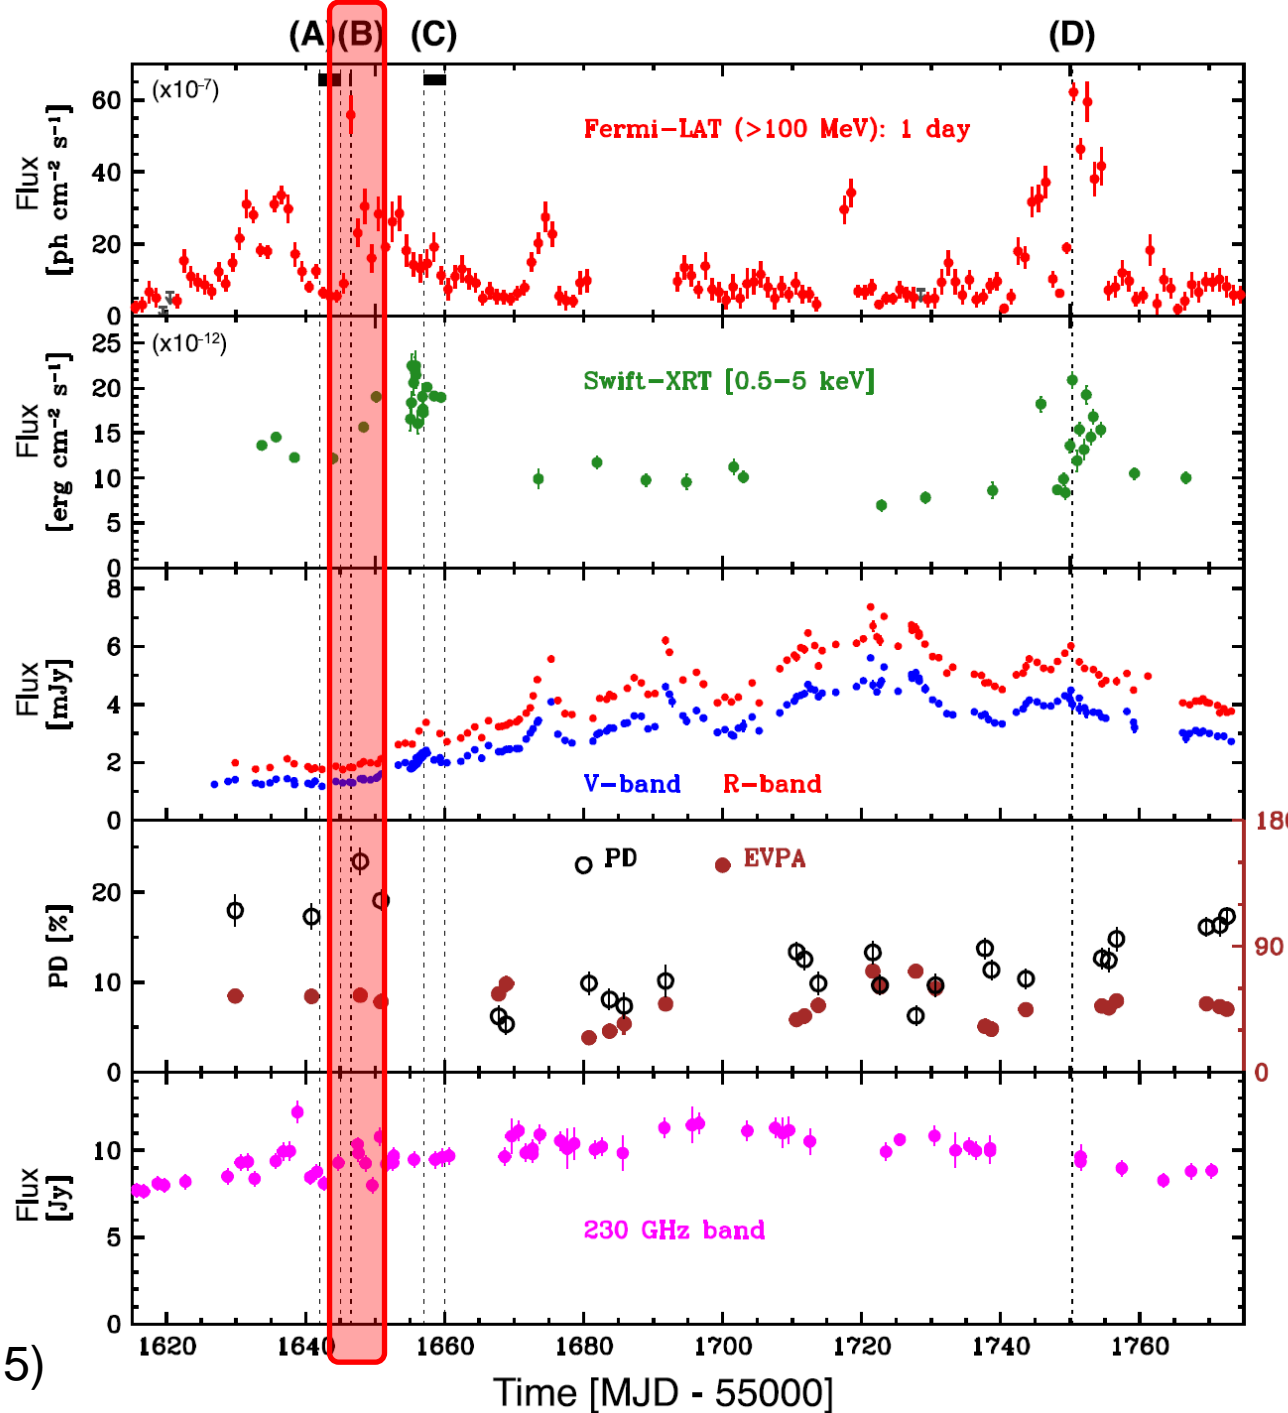 (A) (B) (C) (D)
(x10-7)
60
40
20
0
Flux
[ph cm−2 s−1]
Fermi−LAT (>100 MeV): 1 day
(x10-12)
25
20
15
10
5
0
Flux
[erg cm−2 s−1]
Swift−XRT [0.5−5 keV]
8
6
4
2
0
Flux
[mJy]
V−band R−band
20
10
0
PD [%]
PD EVPA
180
90
0
10
5
0
Flux
[Jy]
230 GHz band
1620 1640 1660 1680 1700 1720 1740 1760
5)
Time [MJD - 55000]